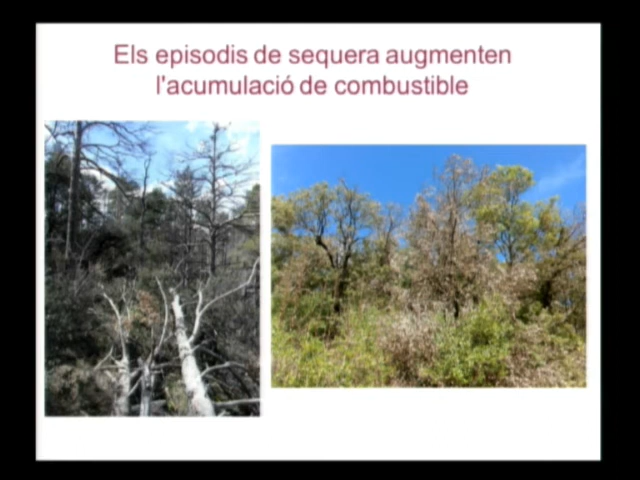 Els episodis de sequera augmenten
l'acumulació de combustible